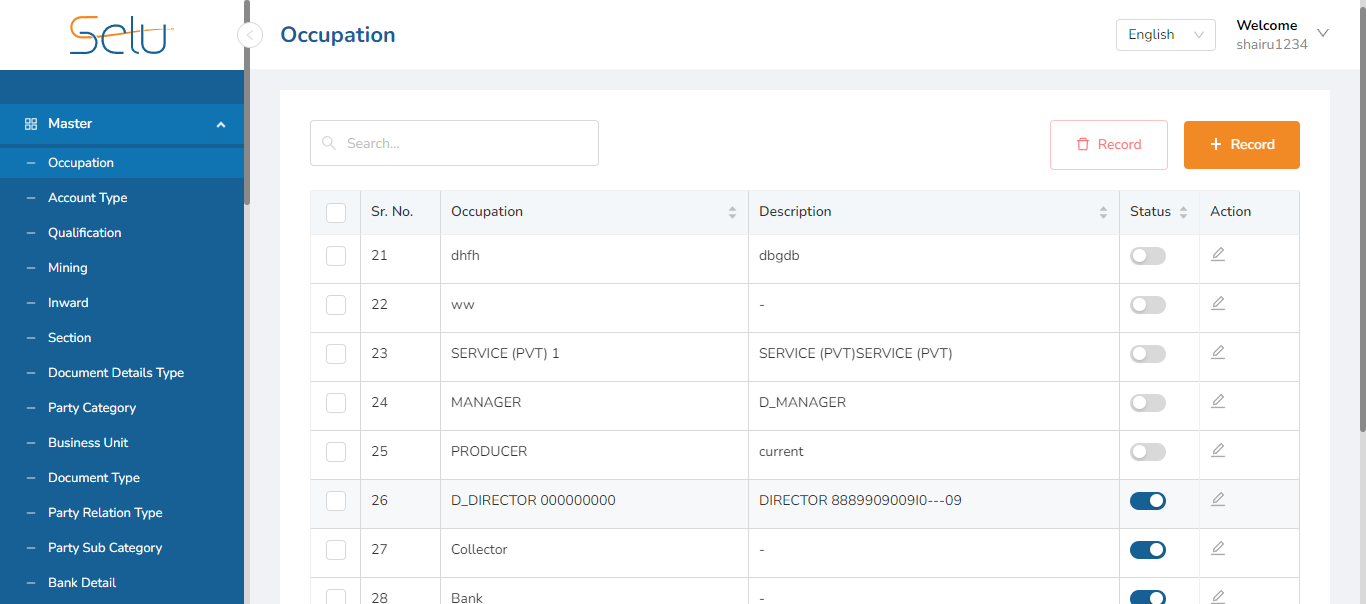 Selu
Occupation
English
Welcome
shairu1234
Master
Occupation
Account Type
Qualification
Mining
Inward
Section
Document Details Type
Party Category
Business Unit
Document Type
Party Relation Type
Party Sub Category
Bank Detail
Search...
Record
+ Record
Sr. No. Occupation Description Status Action
21 dhfh dbgdb
22 ww -
23 SERVICE (PVT) 1 SERVICE (PVT)SERVICE (PVT)
24 MANAGER D_MANAGER
25 PRODUCER current
26 D_DIRECTOR 000000000 DIRECTOR 8889909009I0---09
27 Collector -
28 Bank -